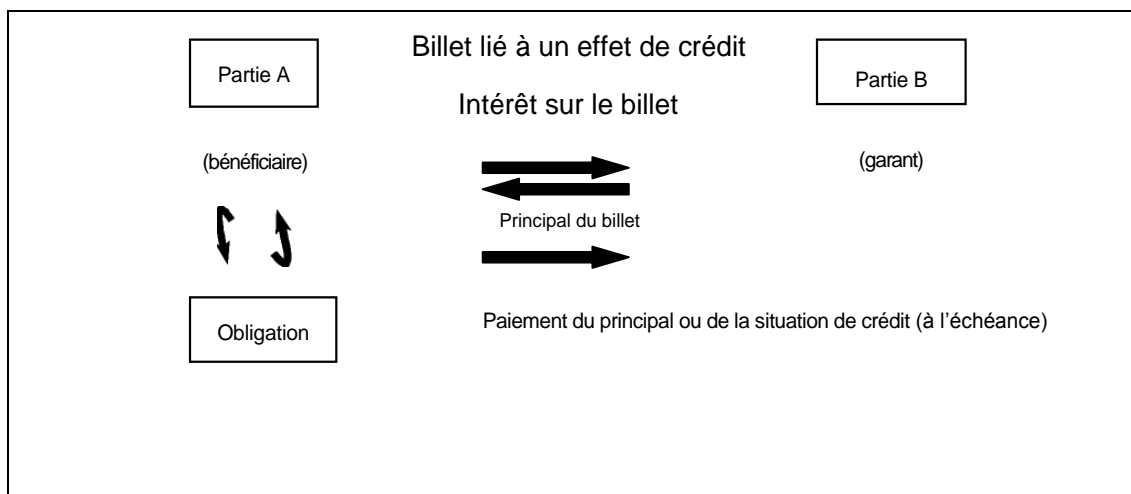 Billet lié à un effet de crédit
Partie A
Partie B
Intérêt sur le billet
(bénéficiaire)
(garant)
Principal du billet
Obligation
Paiement du principal ou de la situation de crédit (à l'échéance)